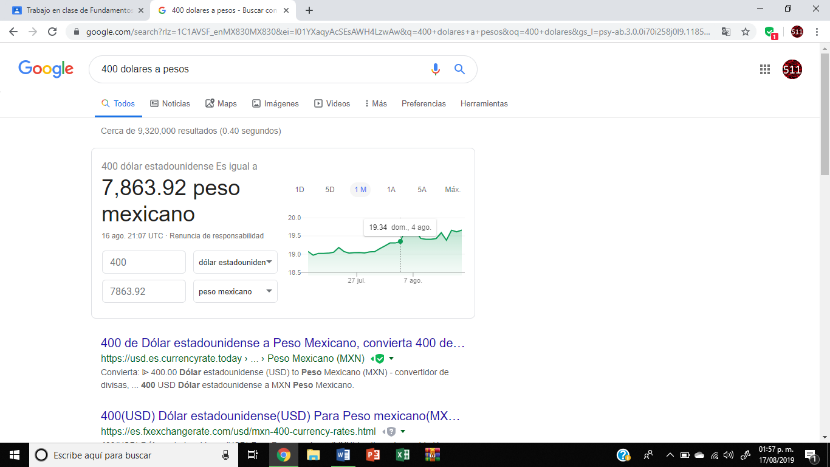 Trabajo en clase de Fundamentos
400 dolares a pesos - Buscar con
google.com/search?rlz=1C1AVSF_enMX830MX830&ei=
=400+dolares+a+pesos&oq=400+dolares&gs_l=psy-ab.3.0.0i70i258j0l9.1185...
1
511
Google
400 dolares a pesos
511
Todos
Noticias
Maps
Imágenes
Videos
Más
Preferencias
Herramientas
Cerca de 9,320,000 resultados (0.40 segundos)
400 dólar estadounidense Es igual a
7,863.92 peso
mexicano
16 ago. 21:07 UTC · Renuncia de responsabilidad
400
dólar estadouniden
7863.92
peso mexicano
1D
5D
1 M
1A
5A
Máx.
20.0
19.5
19.0
18.5
19.34 dom., 4 ago.
27 jul.
7 ago.
400 de Dólar estadounidense a Peso Mexicano, convierta 400 de...
https://usd.es.currencyrate.today › ... › Peso Mexicano (MXN)
Convierta: ᐈ 400.00 Dólar estadounidense (USD) to Peso Mexicano (MXN) - convertidor de
divisas, ... 400 USD Dólar estadounidense a MXN Peso Mexicano.
400(USD) Dólar estadounidense(USD) Para Peso mexicano(MX...
https://es.fxexchangerate.com/usd/mxn-400-currency-rates.html
Escribe aquí para buscar
01:57 p. m.
17/08/2019
1